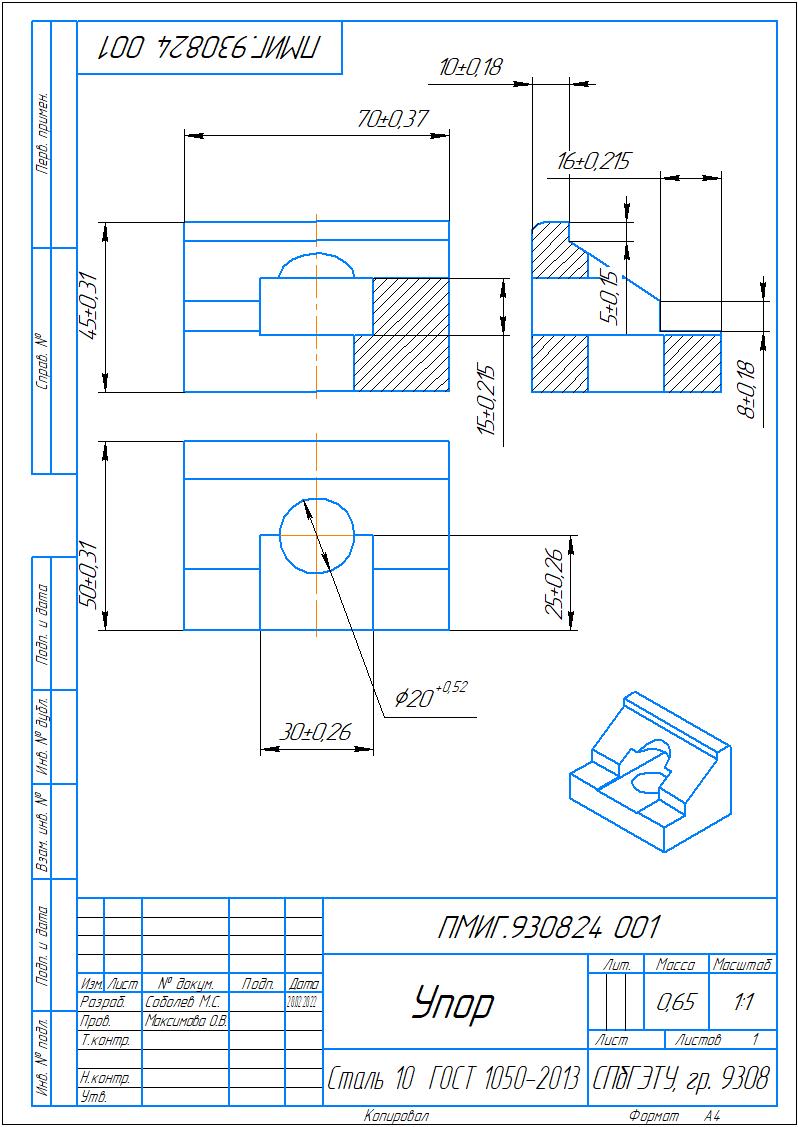 ПМИГ.930824 001
10±0,18
70±0,37
16±0,215
45±0,31
5±0,15
15±0,215
8±0,18
50±0,31
25±0,26
ϕ20 +0,52
30±0,26
Перв. примен.
Справ. №
Подп. и дата
Инв. № дубл.
Взам. инв. №
Подп. и дата
Инв. № подл.
ПМИГ.930824 001
Лит. Масса Масштаб
Изм. Лист № докум. Подп. Дата
Разраб. Соболев М.С. 20.02.2022
Упор 0,65 1:1
Пров. Максимова О.В.
Т.контр. Лист Листов 1
Сталь 10 ГОСТ 1050-2013 СПбГЭТУ, гр. 9308
Н.контр.
Утв.
Копировал Формат А4